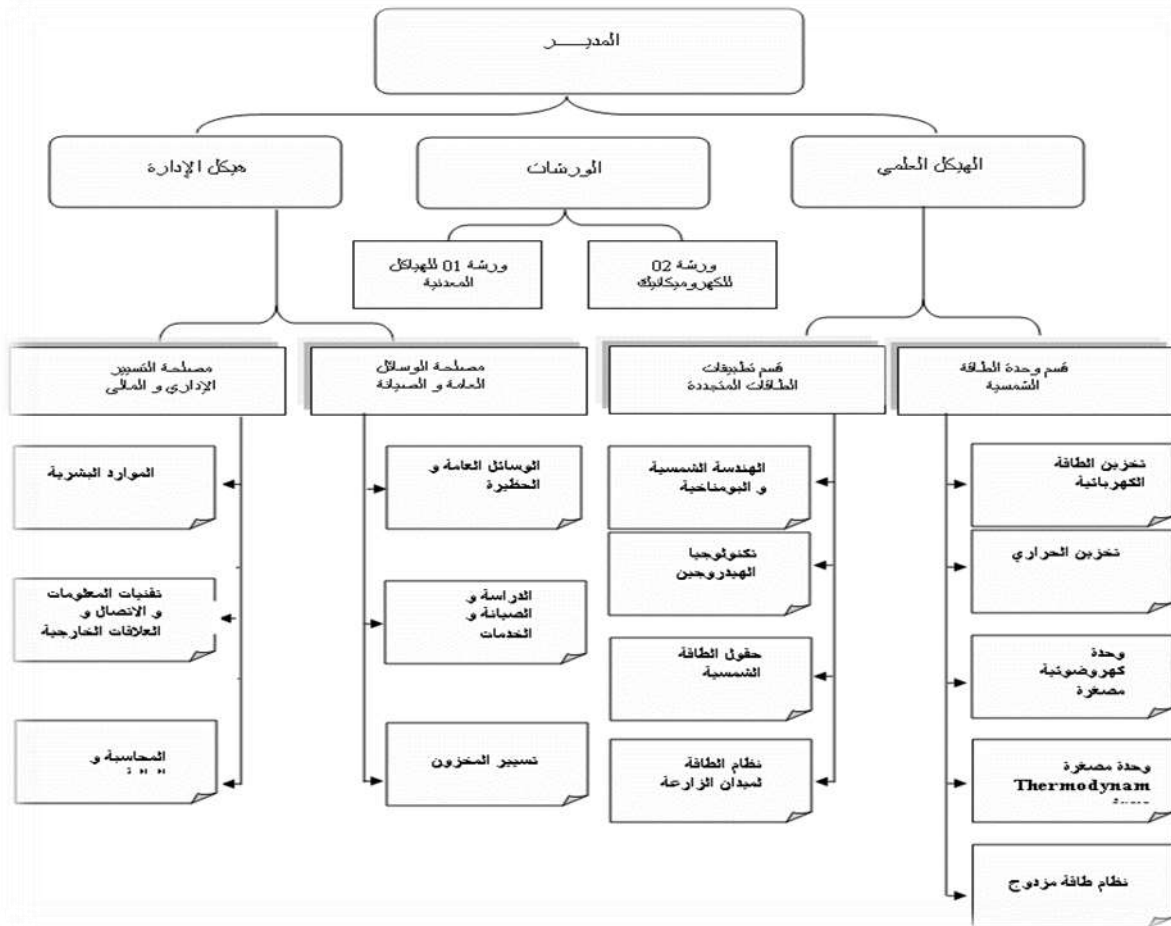 المديـــــر
الهيكل العلمي
الورشات
هيكل الإدارة
ورشة 02
للكهروميكانيك
ورشة 01 للهياكل
المعدنية
قسم وحدة الطاقة
الشمسية
قسم تطبيقات
الطاقات المتجددة
مصلحة الوسائل
العامة و الصيانة
مصلحة التسيير
الإداري و المالي
تخزين الطاقة
الكهربائية
تخزين الحراري
وحدة
كهروضوئية
مصغرة
وحدة مصغرة
Thermodynam
نظام طاقة مزدوج
الهندسة الشمسية
و البومناخية
تكنولوجيا
الهيدروجين
حقول الطاقة
الشمسية
نظام الطاقة
لميدان الزارعة
الوسائل العامة و
الحظيرة
الدراسة و
الصيانة و
الخدمات
تسيير المخزون
الموارد البشرية
تقنيات المعلومات
و الاتصال و
العلاقات الخارجية
المحاسبة و